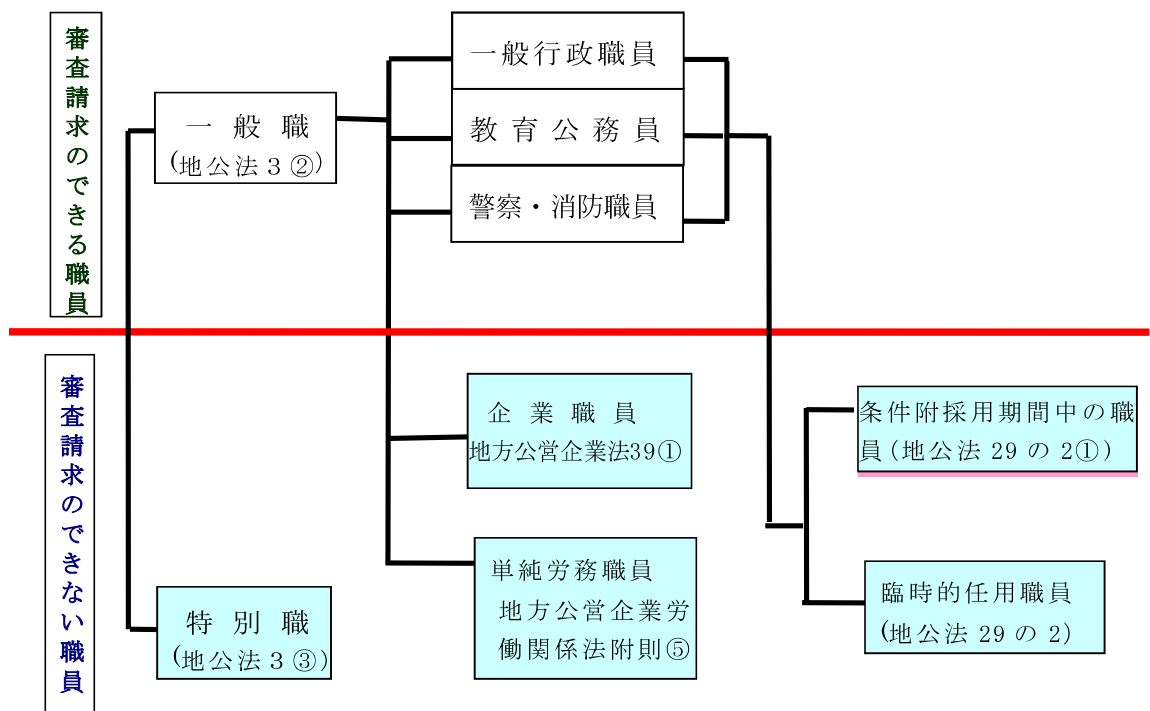 審査請求のできる職員
一般職
(地公法3②)
一般行政職員
教育公務員
警察・消防職員
審査請求のできない職員
特別職
(地公法3③)
企業職員
地方公営企業法39①
単純労務職員
地方公営企業労
働関係法附則⑤
条件附採用期間中の職
員(地公法29の2①)
臨時的任用職員
(地公法29の2)